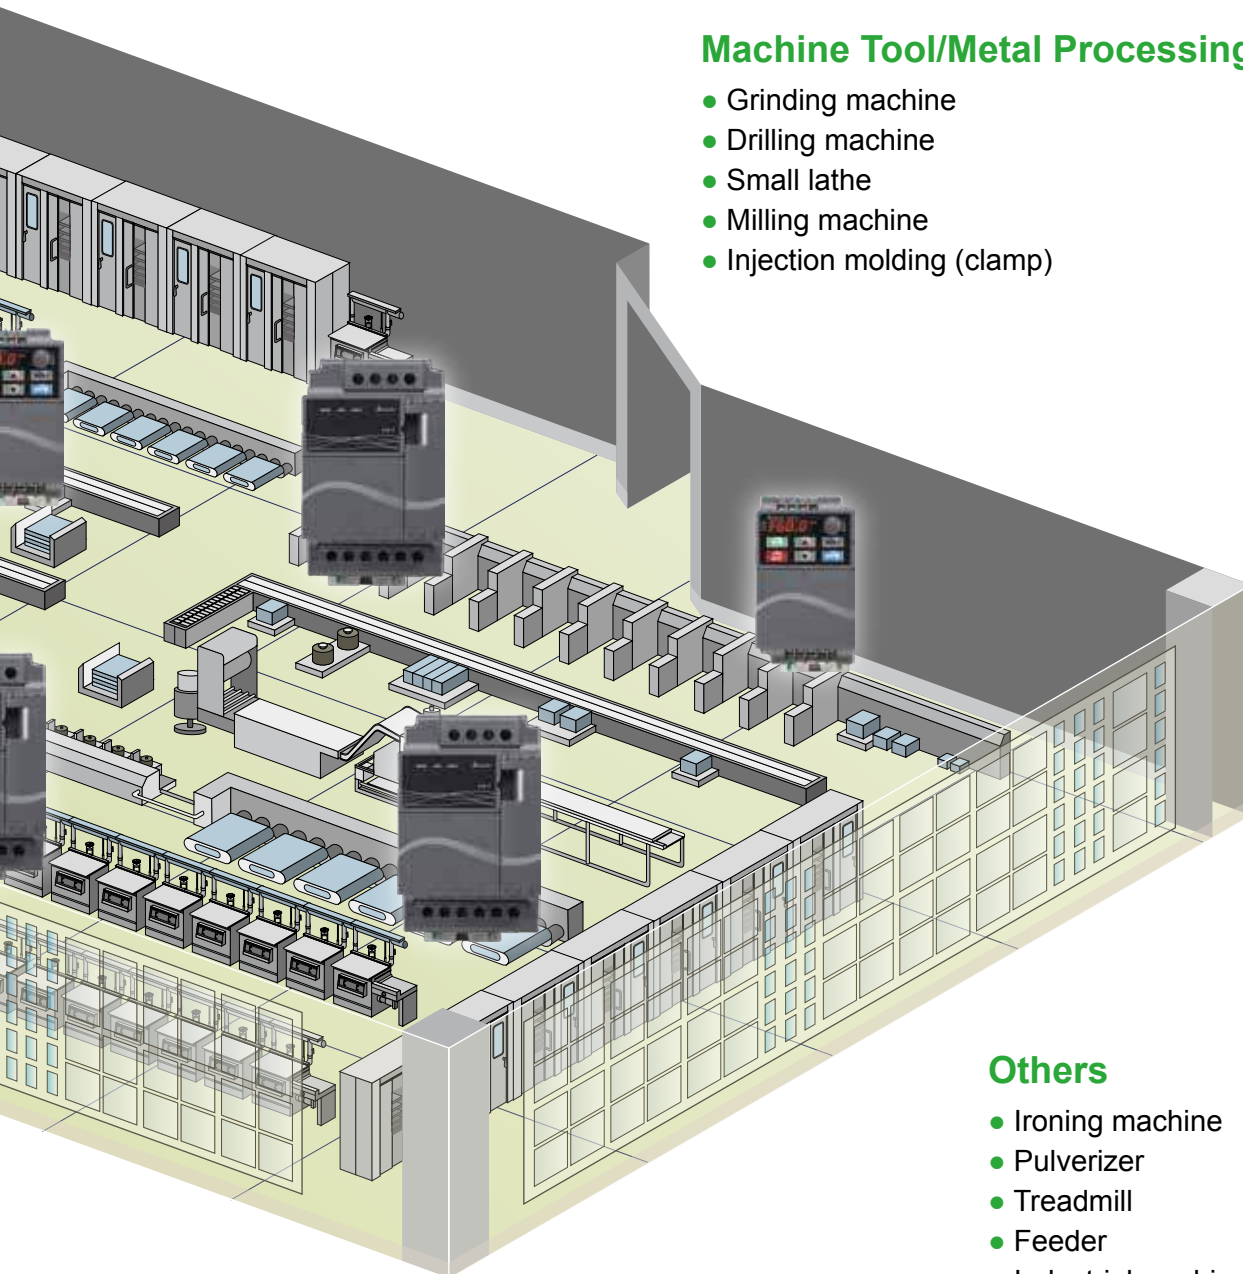 Machine Tool/Metal Processing
● Grinding machine
● Drilling machine
● Small lathe
● Milling machine
● Injection molding (clamp)
Others
● Ironing machine
● Pulverizer
● Treadmill
● Feeder